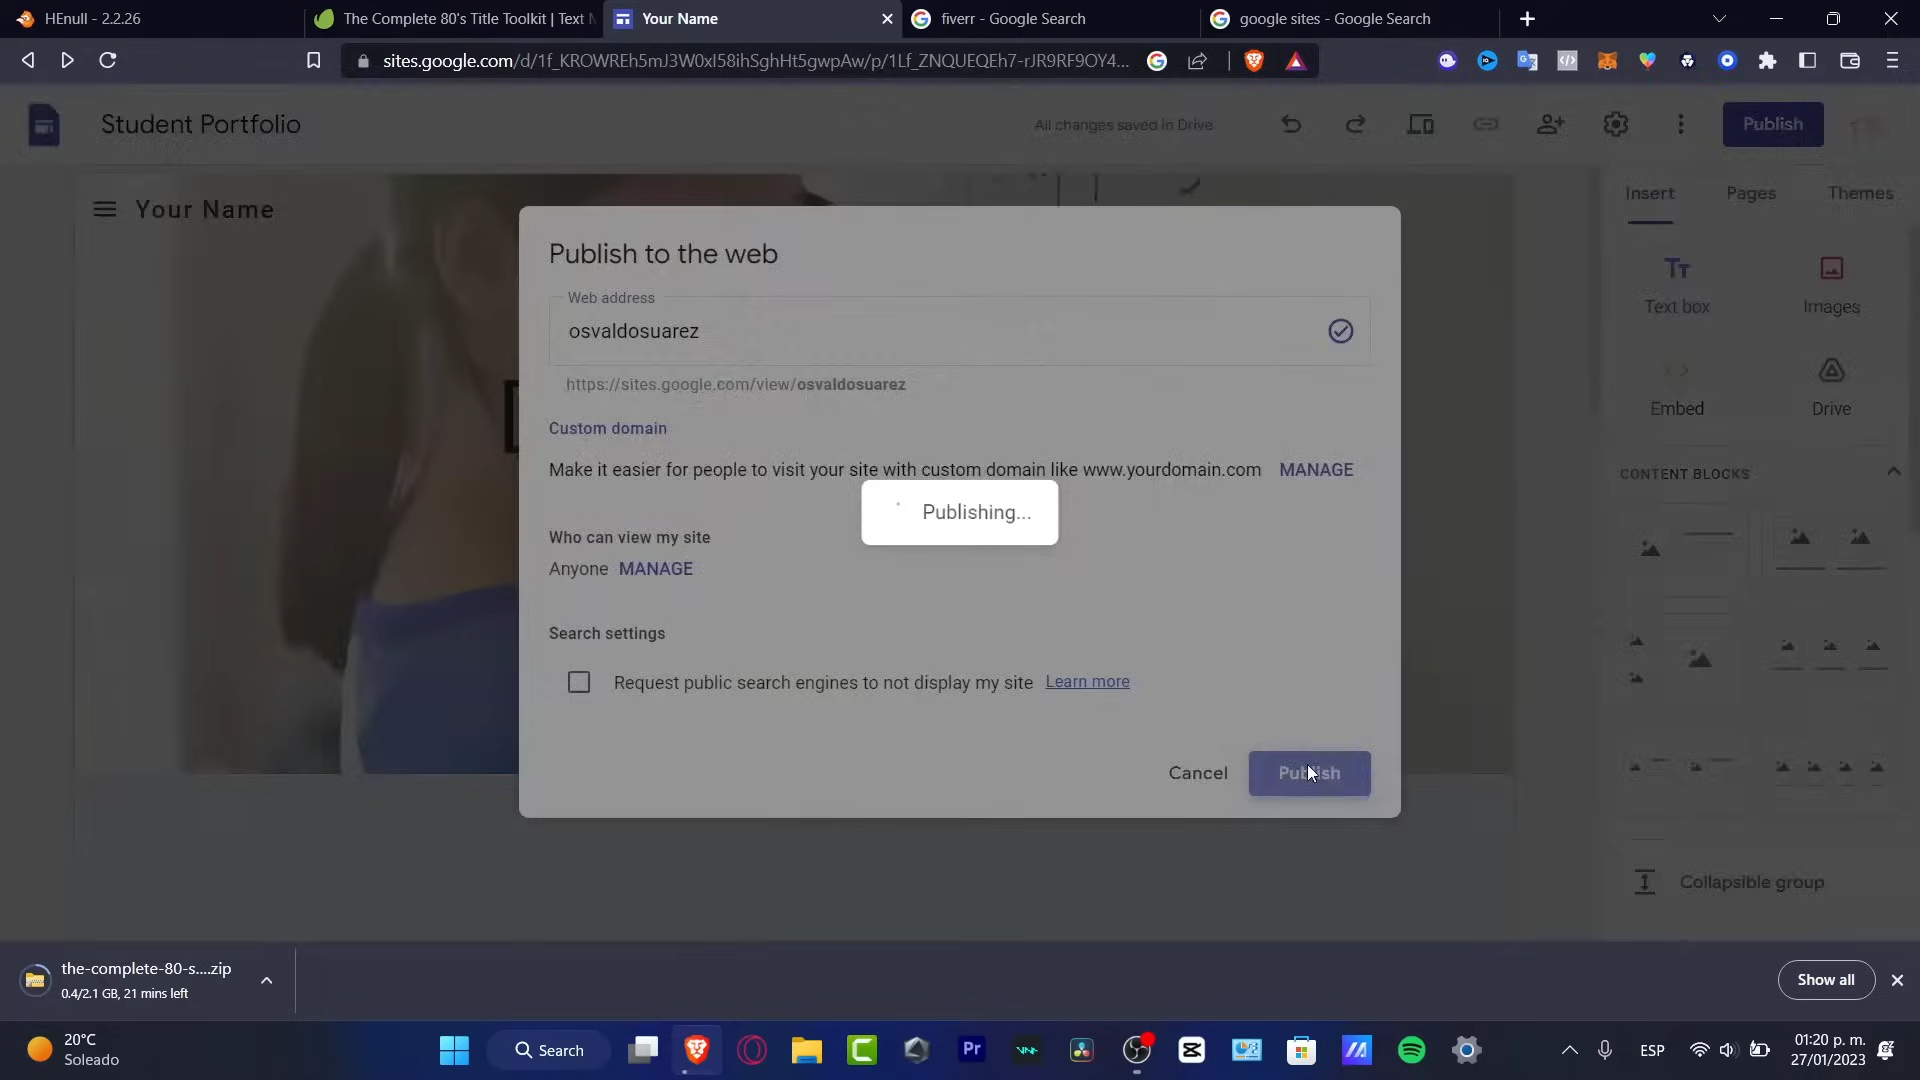 HEnull - 2.2.26
The Complete 80's Title Toolkit | Text
Your Name
fiverr - Google Search
google sites - Google Search
sites.google.com/d/1f_KROWREh5mJ3W0xI58ihSghHt5gwpAw/p/1Lf_ZNQUEQEh7-rJR9RF9OY4...
Student Portfolio
All changes saved in Drive
Publish
Your Name
Insert
Pages
Themes
Publish to the web
Web address
osvaldosuarez
https://sites.google.com/view/osvaldosuarez
Custom domain
Make it easier for people to visit your site with custom domain like www.yourdomain.com MANAGE
Publishing...
Who can view my site
Anyone MANAGE
Search settings
Request public search engines to not display my site Learn more
Cancel
Publish
Text box
Images
Embed
Drive
CONTENT BLOCKS
Collapsible group
the-complete-80-s....zip
0.4/2.1 GB, 21 mins left
Show all
20°C
Soleado
Search
Pr
ESP
01:20 p. m.
27/01/2023